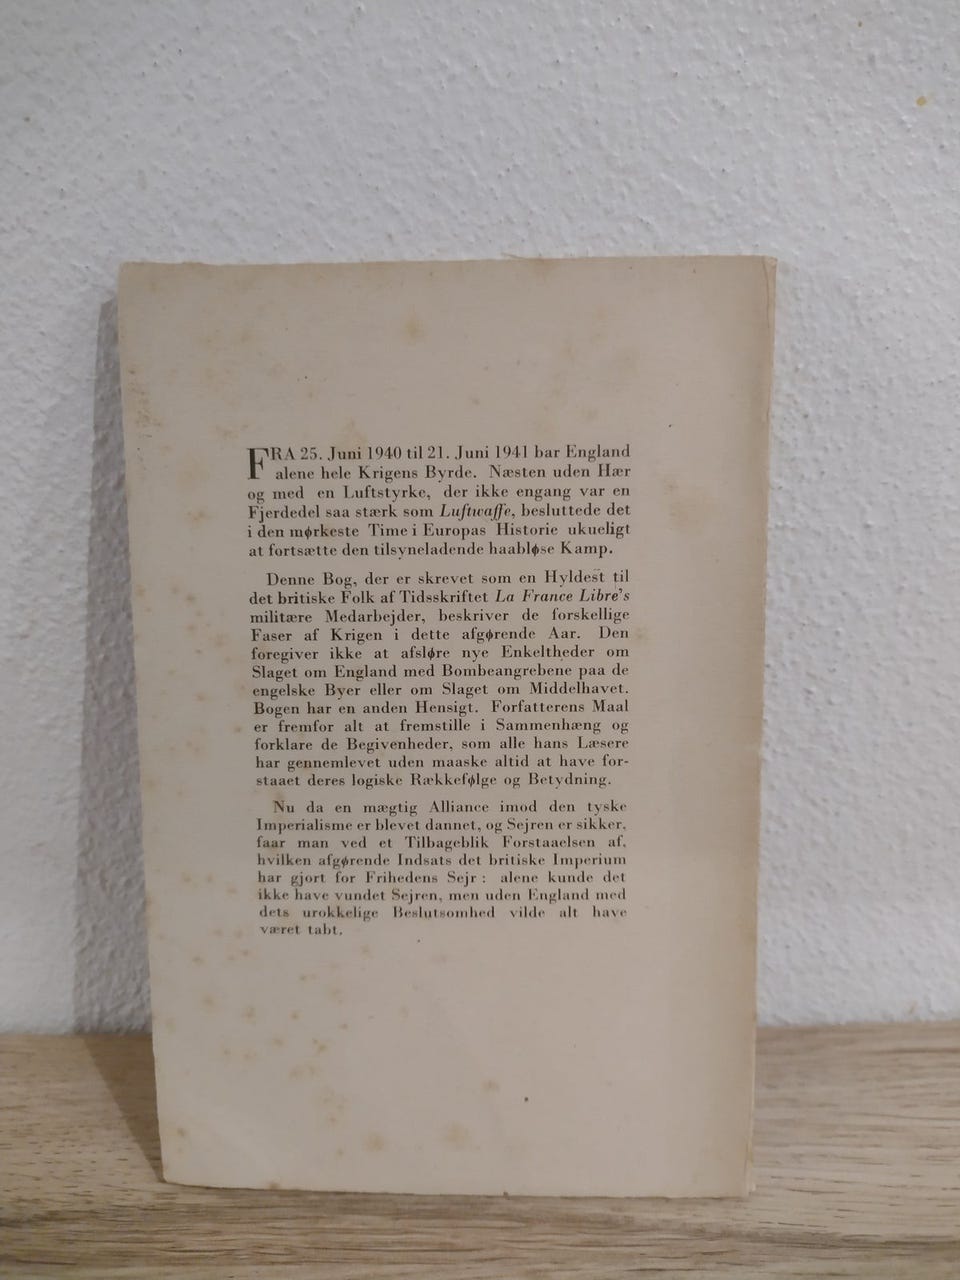 FRA 25. Juni 1940 til 21. Juni 1941 bar England
alene hele Krigens Byrde. Næsten uden Hær
og med en Luftstyrke, der ikke engang var en
Fjerdedel saa stærk som Luftwaffe, besluttede det
i den mørkeste Time i Europas Historie ukueligt
at fortsætte den tilsyneladende haabløse Kamp.
Denne Bog, der er skrevet som en Hyldest til
det britiske Folk af Tidsskriftet La France Libre's
militære Medarbejder, beskriver de forskellige
Faser af Krigen i dette afgørende Aar. Den
foregiver ikke at afsløre nye Enkeltheder om
Slaget om England med Bombeangrebene paa de
engelske Byer eller om Slaget om Middelhavet.
Bogen har en anden Hensigt. Forfatterens Maal
er fremfor alt at fremstille i Sammenhæng og
forklare de Begivenheder, som alle hans Læsere
har gennemlevet uden maaske altid at have for-
staaet deres logiske Rækkefølge og Betydning.
Nu da en mægtig Alliance imod den tyske
Imperialisme er blevet dannet, og Sejren er sikker,
faar man ved et Tilbageblik Forstaaelsen af,
hvilken afgørende Indsats det britiske Imperium
har gjort for Frihedens Sejr : alene kunde det
ikke have vundet Sejren, men uden England med
dets urokkelige Beslutsomhed vilde alt have
været tabt.